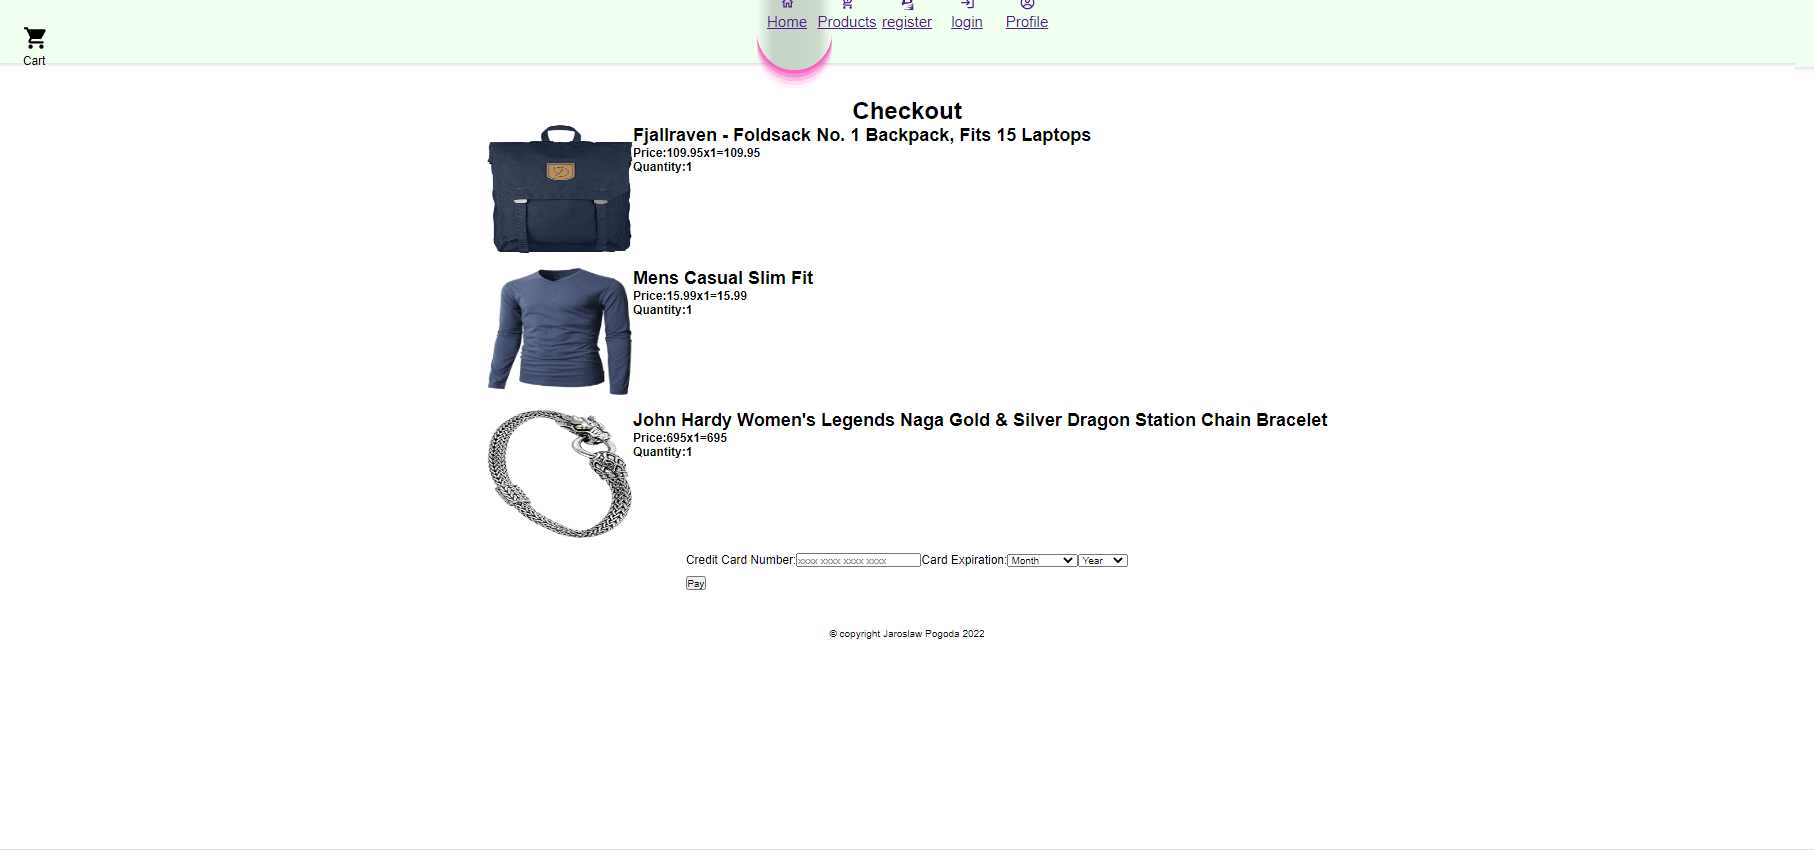 Home Products register login Profile
Cart
Checkout
Fjallraven - Foldsack No. 1 Backpack, Fits 15 Laptops
Price:109.95x1=109.95
Quantity:1
Mens Casual Slim Fit
Price:15.99x1=15.99
Quantity:1
John Hardy Women's Legends Naga Gold & Silver Dragon Station Chain Bracelet
Price:695x1=695
Quantity:1
Credit Card Number: xxxx xxxx xxxx xxxx Card Expiration: Month Year
Pay
© copyright Jaroslaw Pogoda 2022